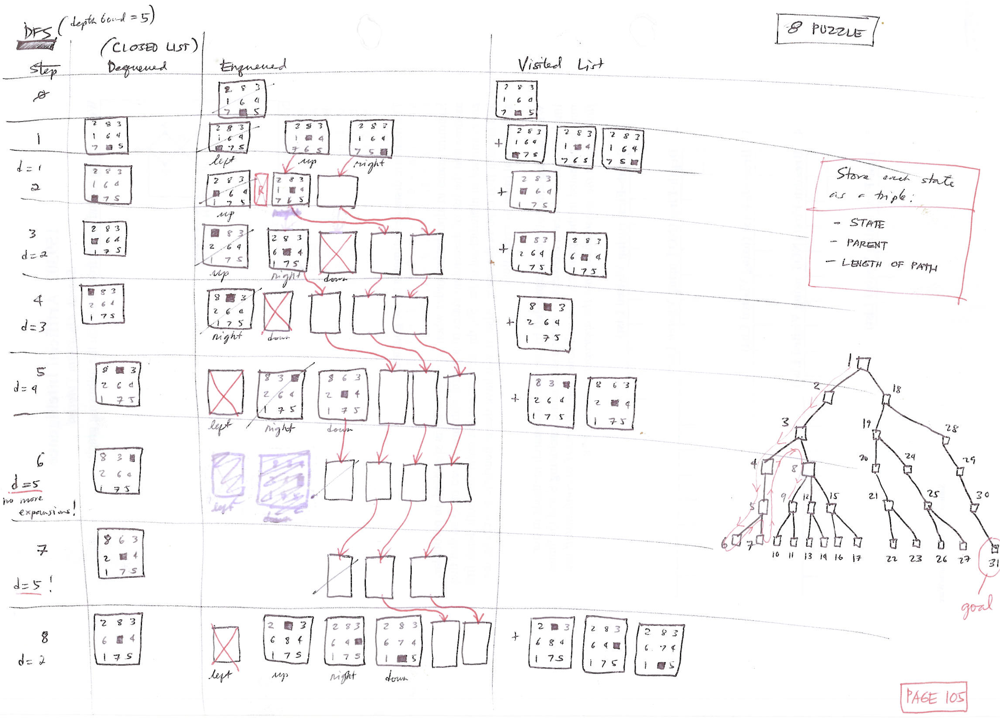 DFS (depth bound = 5)
8 PUZZLE
(CLOSED LIST)
Step Dequeued Enqueued Visited List
0
2 8 3
1 6 4
7 ■ 5
2 8 3
1 6 4
7 ■ 5
1
2 8 3
1 6 4
7 ■ 5
2 8 3
1 6 4
■ 7 5
left
2 8 3
1 ■ 4
7 6 5
up
2 8 3
1 6 4
7 5 ■
right
+
2 8 3
1 6 4
■ 7 5
2 8 3
1 ■ 4
7 6 5
2 8 3
1 6 4
7 5 ■
d=1
2
2 8 3
1 6 4
■ 7 5
2 8 3
■ 6 4
1 7 5
up
R
2 8 3
1 ■ 4
7 6 5
+
2 8 3
■ 6 4
1 7 5
3
d=2
2 8 3
■ 6 4
1 7 5
■ 8 3
2 6 4
1 7 5
up
2 8 3
6 ■ 4
1 7 5
right
down
+
■ 8 3
2 6 4
1 7 5
2 8 3
6 ■ 4
1 7 5
4
d=3
■ 8 3
2 6 4
1 7 5
8 ■ 3
2 6 4
1 7 5
right
down
+
8 ■ 3
2 6 4
1 7 5
5
d=4
8 ■ 3
2 6 4
1 7 5
left
8 3 ■
2 6 4
1 7 5
right
8 6 3
2 ■ 4
1 7 5
down
+
8 3 ■
2 6 4
1 7 5
8 6 3
2 ■ 4
1 7 5
6
d=5
no more
expansions!
8 3 ■
2 6 4
1 7 5
left
down
7
d=5!
8 6 3
2 ■ 4
1 7 5
8
d=2
2 8 3
6 ■ 4
1 7 5
left
2 ■ 3
6 8 4
1 7 5
up
2 8 3
6 4 ■
1 7 5
right
2 8 3
6 7 4
1 ■ 5
down
+
2 ■ 3
6 8 4
1 7 5
2 8 3
6 4 ■
1 7 5
2 8 3
6 7 4
1 ■ 5
Store each state
as a triple:
- STATE
- PARENT
- LENGTH OF PATH
1
2 18
3 19 28
4 8 20 24 29
5 9 12 15 21 25 30
6 7 10 11 13 14 16 17 22 23 26 27 31
goal
PAGE 105